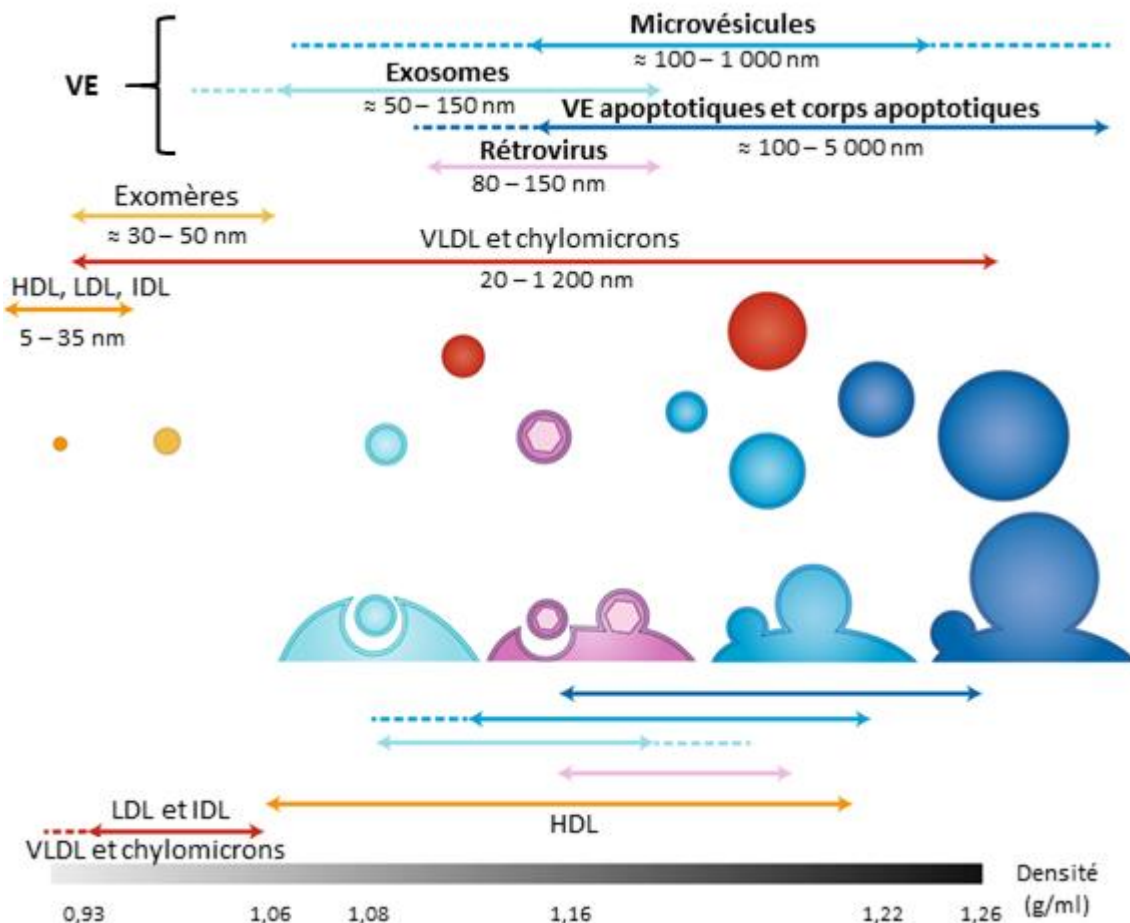 Microvésicules
≈ 100 – 1 000 nm
VE
Exosomes
≈ 50 – 150 nm
VE apoptotiques et corps apoptotiques
≈ 100 – 5 000 nm
Rétrovirus
80 – 150 nm
Exomères
≈ 30 – 50 nm
VLDL et chylomicrons
20 – 1 200 nm
HDL, LDL, IDL
5 – 35 nm
LDL et IDL
HDL
VLDL et chylomicrons
Densité
(g/ml)
0,93 1,06 1,08 1,16 1,22 1,26